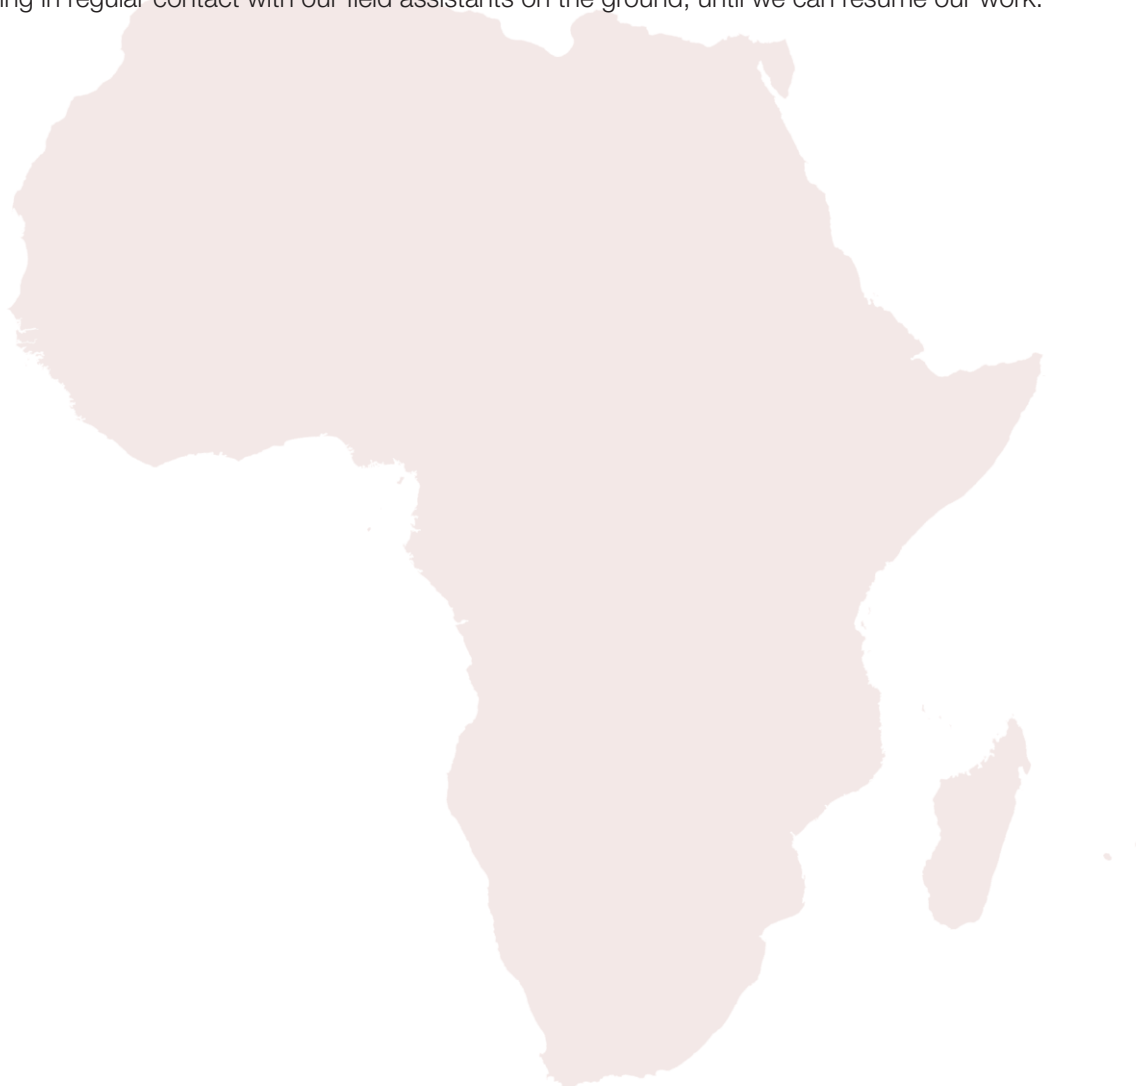 ing in regular contact with our field assistants on the ground, until we can resume our work.